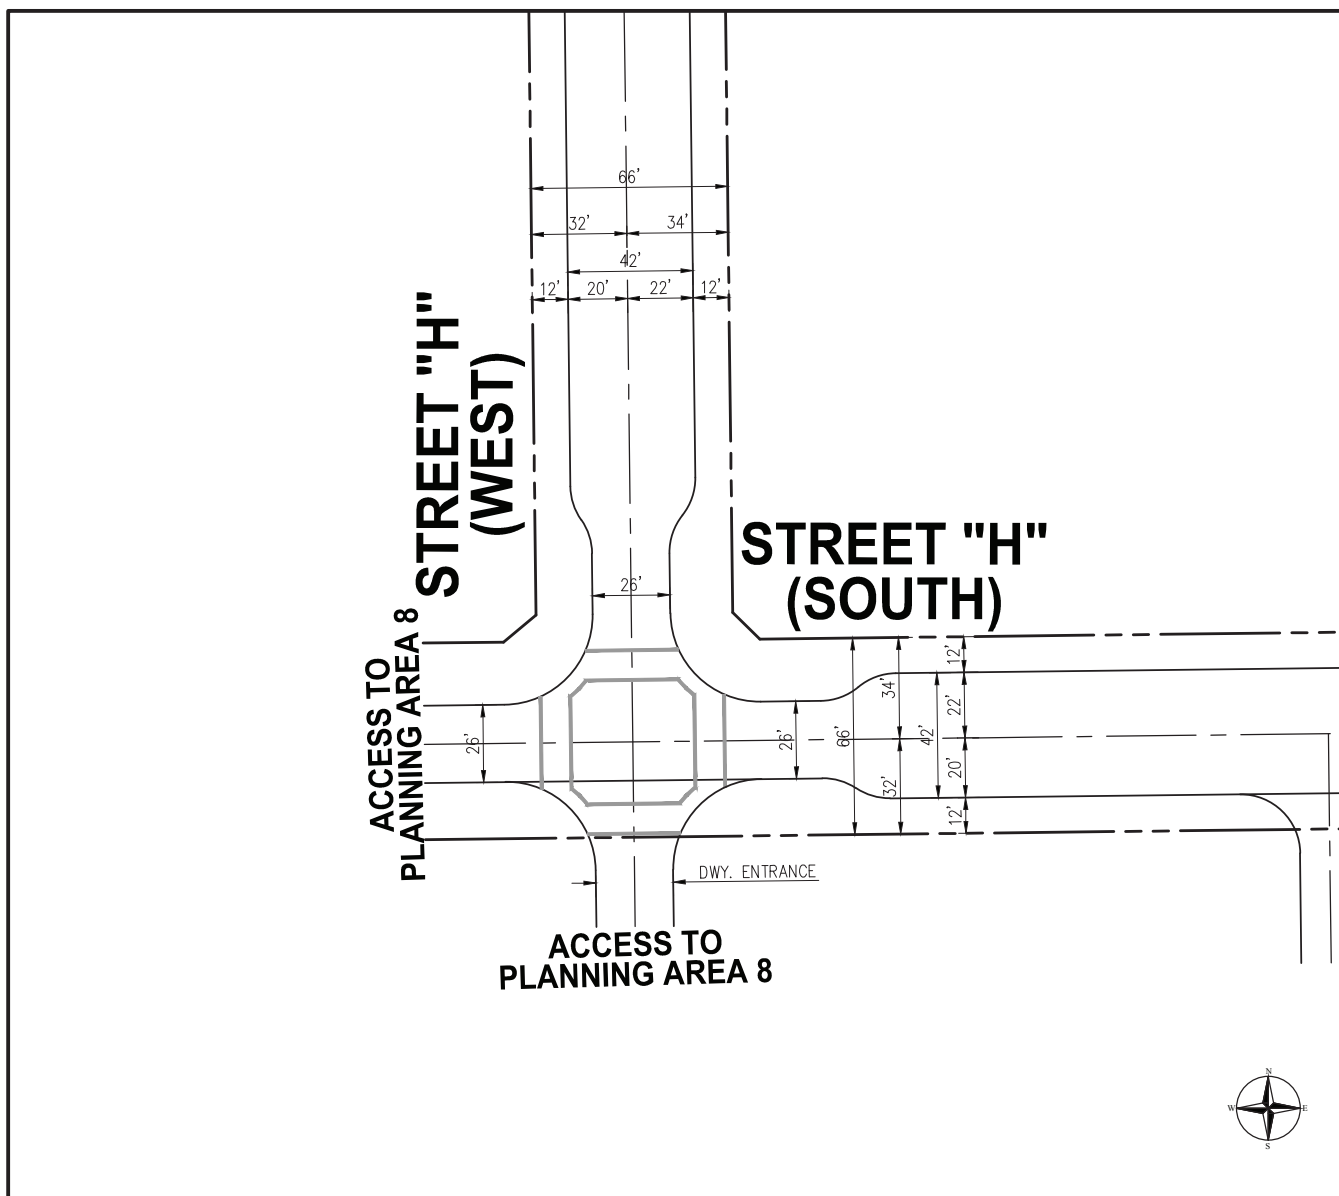 66'
32' 34'
42'
12' 20' 22' 12'
STREET "H"
(WEST)
STREET "H"
(SOUTH)
26'
ACCESS TO
PLANNING AREA 8
26'
26'
66'
34'
32'
42'
12'
22'
20'
12'
DWY. ENTRANCE
ACCESS TO
PLANNING AREA 8
N
W E
S